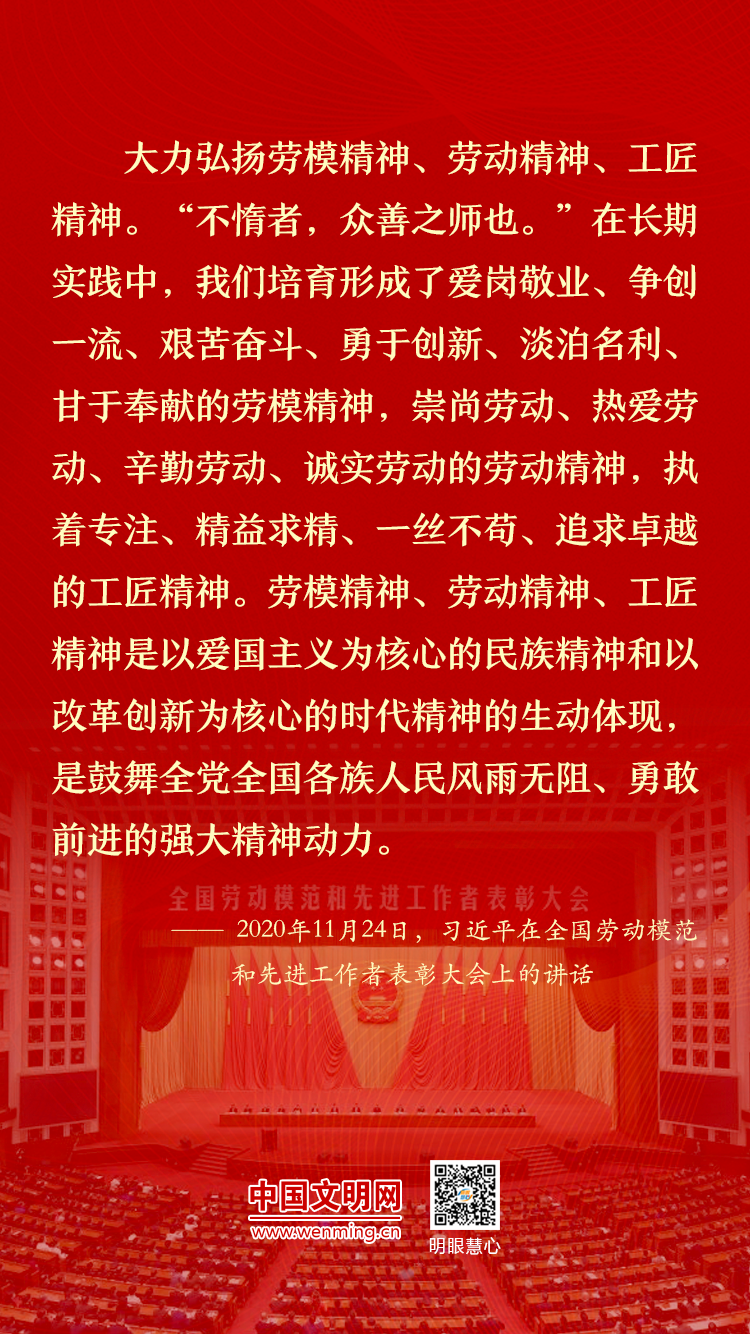 大力弘扬劳模精神、劳动精神、工匠
精神。“不惰者，众善之师也。”在长期
实践中，我们培育形成了爱岗敬业、争创
一流、艰苦奋斗、勇于创新、淡泊名利、
甘于奉献的劳模精神，崇尚劳动、热爱劳
动、辛勤劳动、诚实劳动的劳动精神，执
着专注、精益求精、一丝不苟、追求卓越
的工匠精神。劳模精神、劳动精神、工匠
精神是以爱国主义为核心的民族精神和以
改革创新为核心的时代精神的生动体现，
是鼓舞全党全国各族人民风雨无阻、勇敢
前进的强大精神动力。
全国劳动模范和先进工作者表彰大会
—— 2020年11月24日，习近平在全国劳动模范
和先进工作者表彰大会上的讲话
中国文明网
www.wenming.cn
明眼慧心